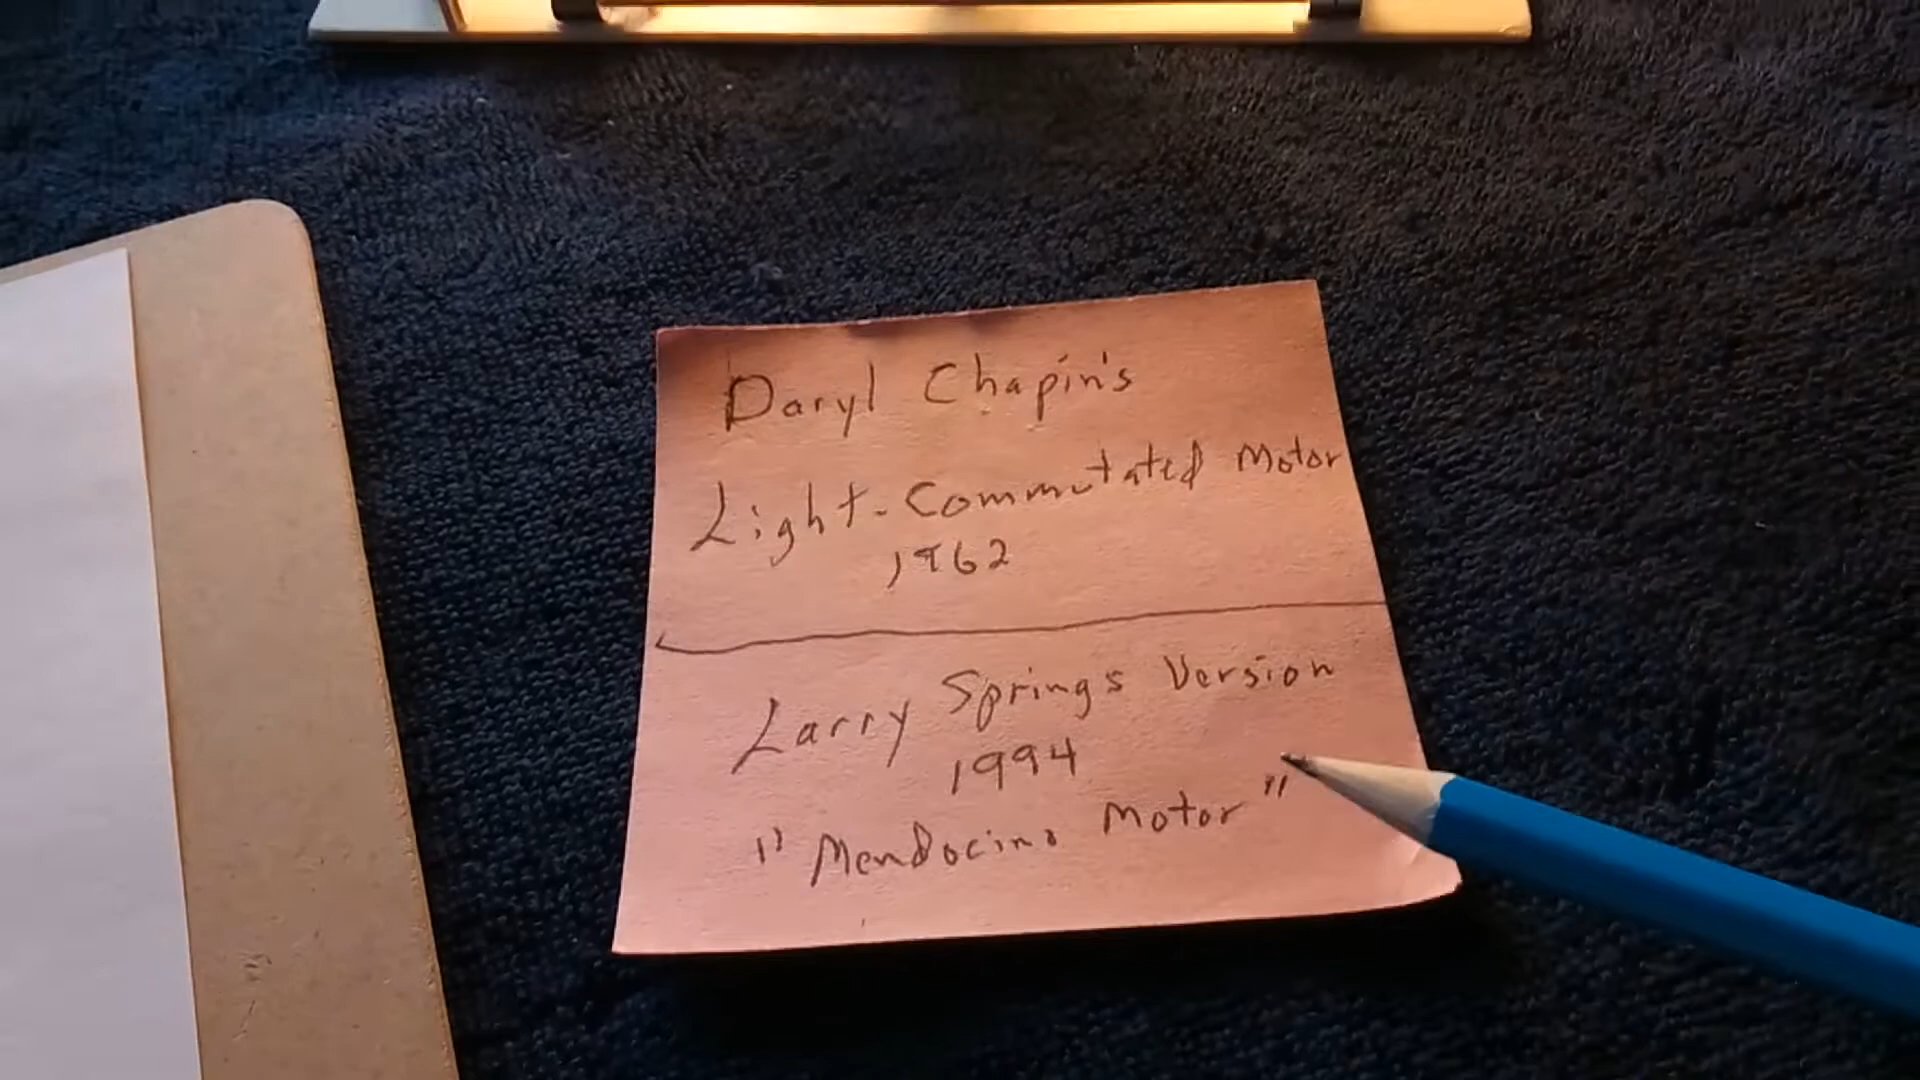 Daryl Chapin's
Light-Commutated Motor
1962
Larry Springs Version
1994
"Mendocino Motor"